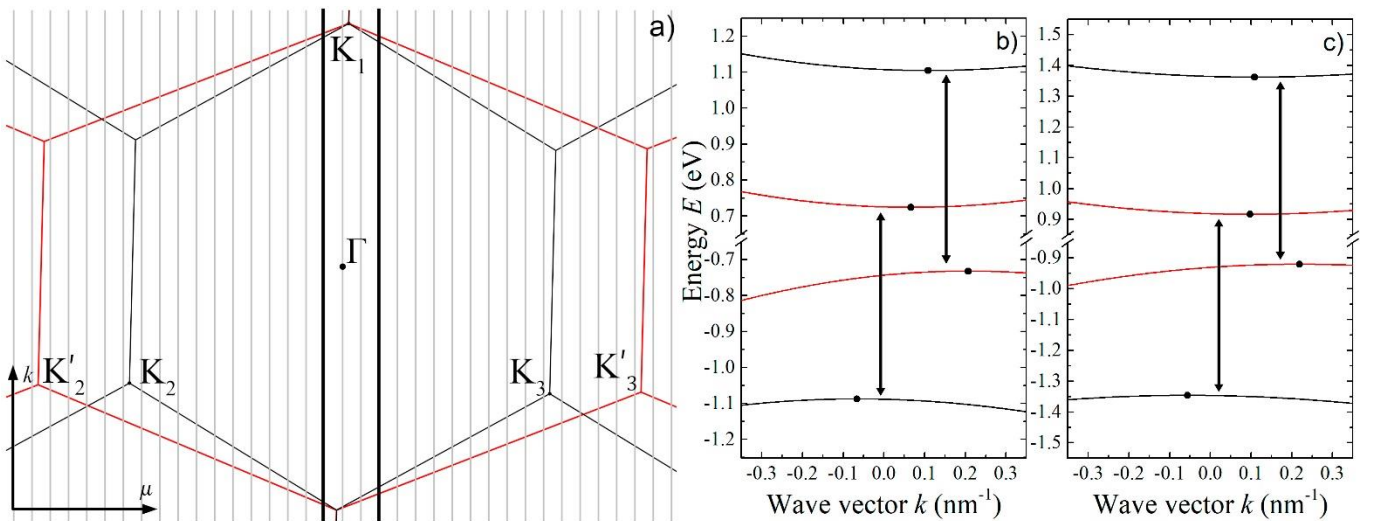 a)
K₁
Γ
K′₂
K₂
K₃
K′₃
k
μ
b)
Energy E (eV)
1.2
1.1
1.0
0.9
0.8
0.7
-0.7
-0.8
-0.9
-1.0
-1.1
-1.2
-0.3 -0.2 -0.1 0.0 0.1 0.2 0.3
Wave vector k (nm⁻¹)
c)
1.5
1.4
1.3
1.2
1.1
1.0
0.9
-0.9
-1.0
-1.1
-1.2
-1.3
-1.4
-1.5
-0.3 -0.2 -0.1 0.0 0.1 0.2 0.3
Wave vector k (nm⁻¹)